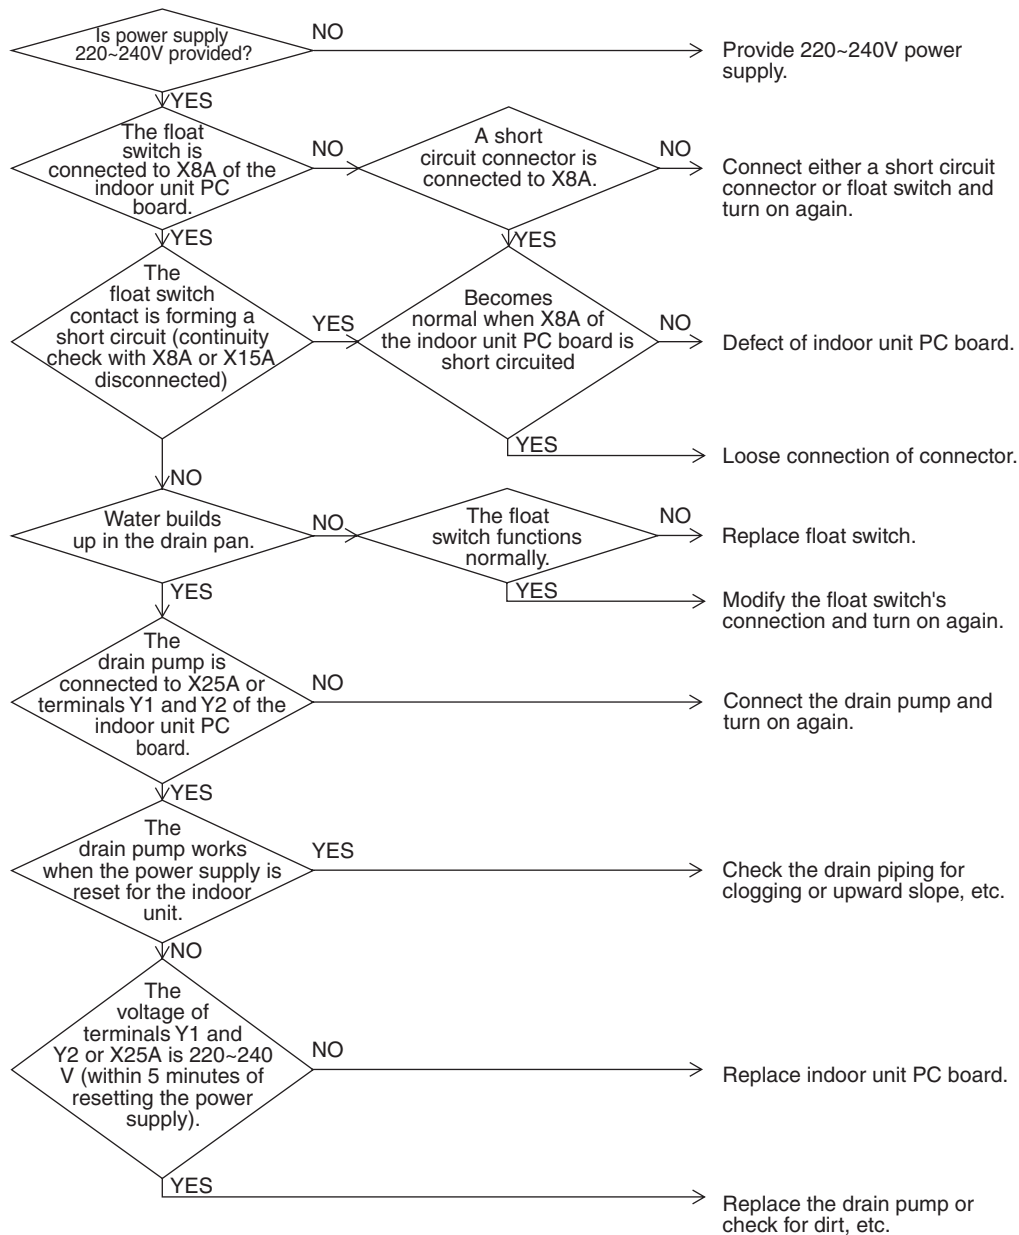 Is power supply
220~240V provided?
NO
Provide 220~240V power
supply.
YES
The float
switch is
connected to X8A of the
indoor unit PC
board.
NO
A short
circuit connector is
connected to X8A.
NO
Connect either a short circuit
connector or float switch and
turn on again.
YES
YES
The
float switch
contact is forming a
short circuit (continuity
check with X8A or X15A
disconnected)
YES
Becomes
normal when X8A of
the indoor unit PC board is
short circuited
NO
Defect of indoor unit PC board.
YES
Loose connection of connector.
NO
Water builds
up in the drain pan.
NO
The float
switch functions
normally.
NO
Replace float switch.
YES
Modify the float switch's
connection and turn on again.
YES
The
drain pump is
connected to X25A or
terminals Y1 and Y2 of the
indoor unit PC
board.
NO
Connect the drain pump and
turn on again.
YES
The
drain pump works
when the power supply is
reset for the indoor
unit.
YES
Check the drain piping for
clogging or upward slope, etc.
NO
The
voltage of
terminals Y1 and
Y2 or X25A is 220~240
V (within 5 minutes of
resetting the power
supply).
NO
Replace indoor unit PC board.
YES
Replace the drain pump or
check for dirt, etc.